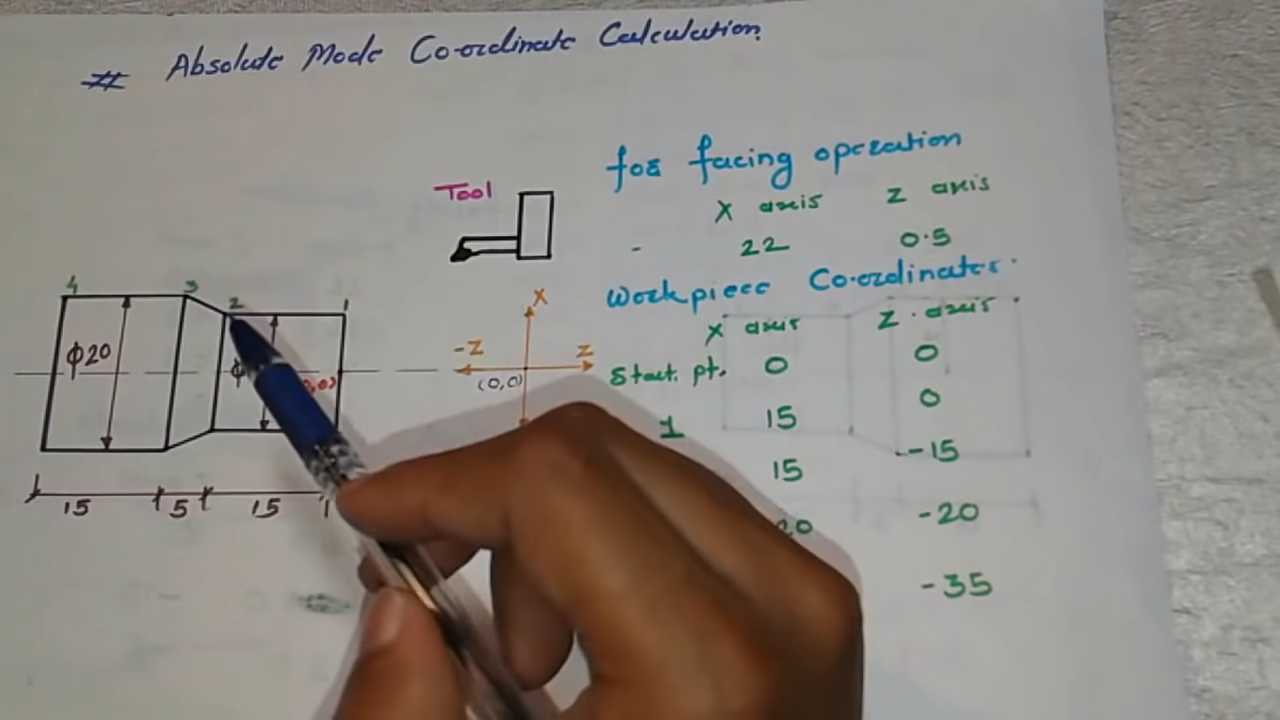 # Absolute Mode Co-ordinate Calculation.
for facing operation
Tool
X axis Z axis
- 22 0.5
Workpiece Co-ordinates.
X axis Z axis
Start. pt. 0 0
1 15 0
15 -15
20 -20
-35
4 3 2 1
φ20 φ
X
-Z Z
(0,0)
15 5 15